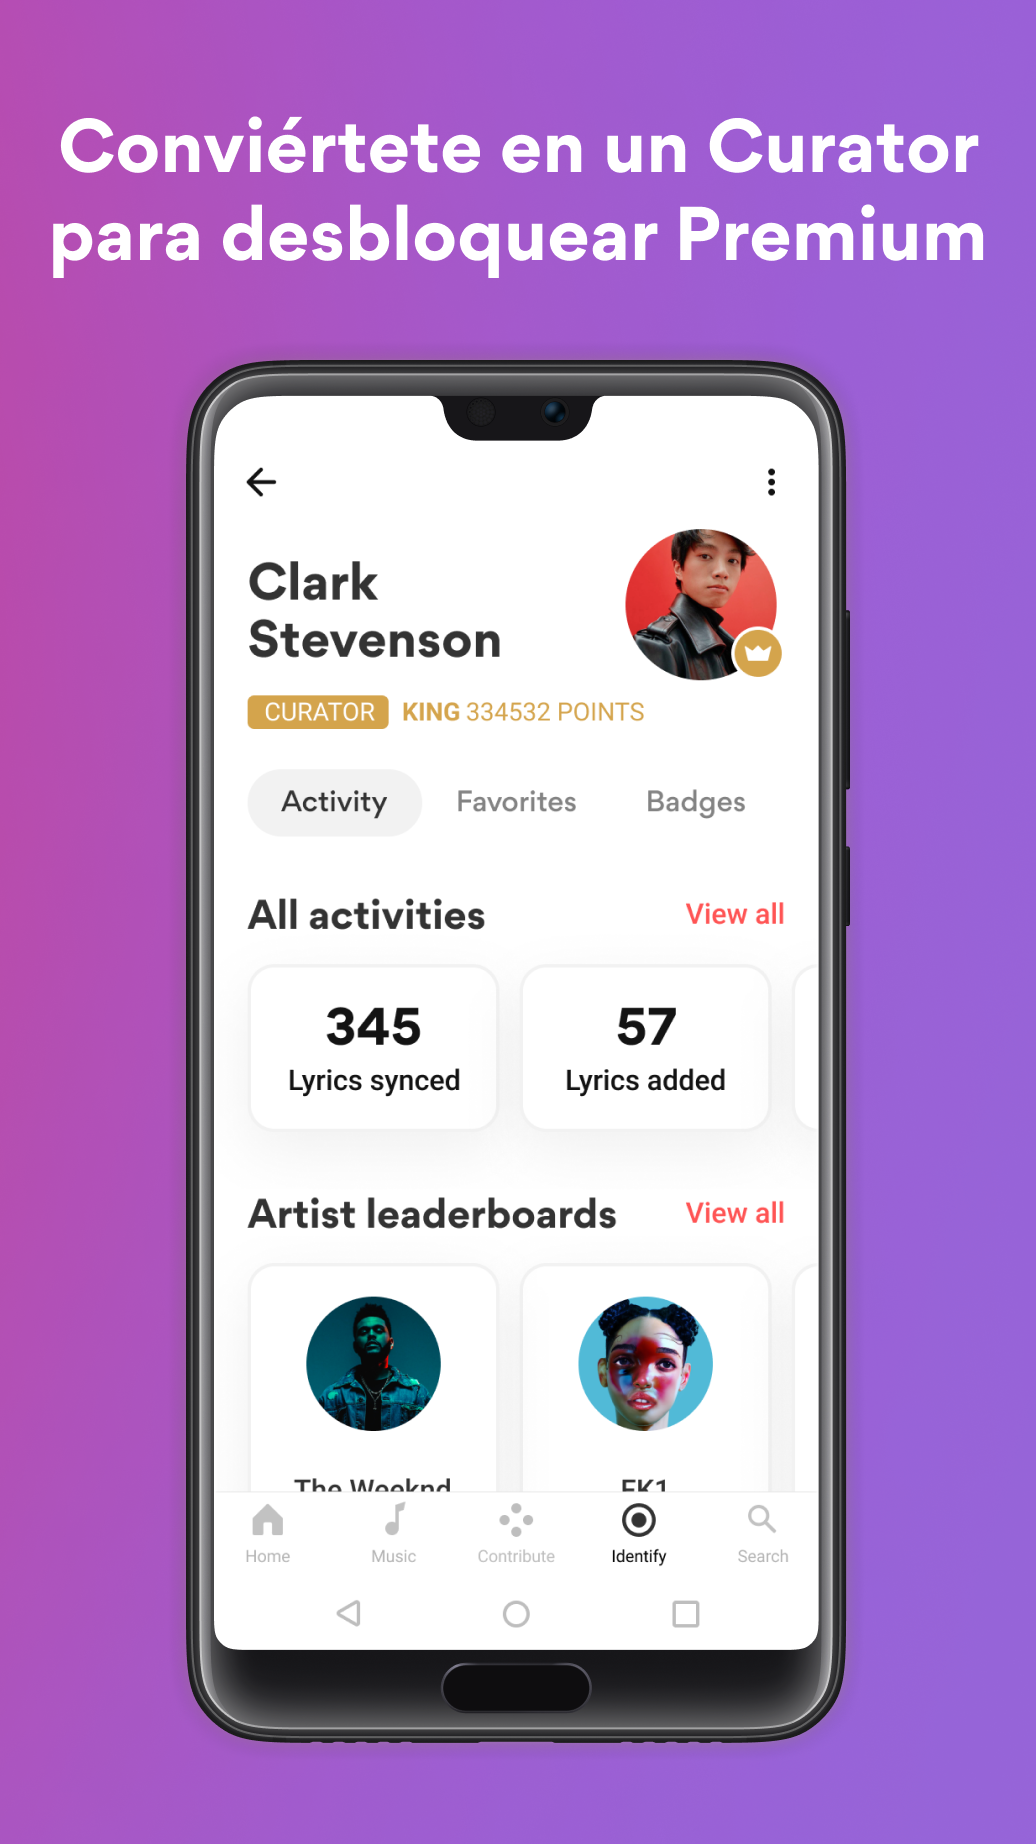 Conviértete en un Curator
para desbloquear Premium
Clark
Stevenson
CURATOR KING 334532 POINTS
Activity Favorites Badges
All activities View all
345 57
Lyrics synced Lyrics added
Artist leaderboards View all
The Weeknd FK1
Home Music Contribute Identify Search